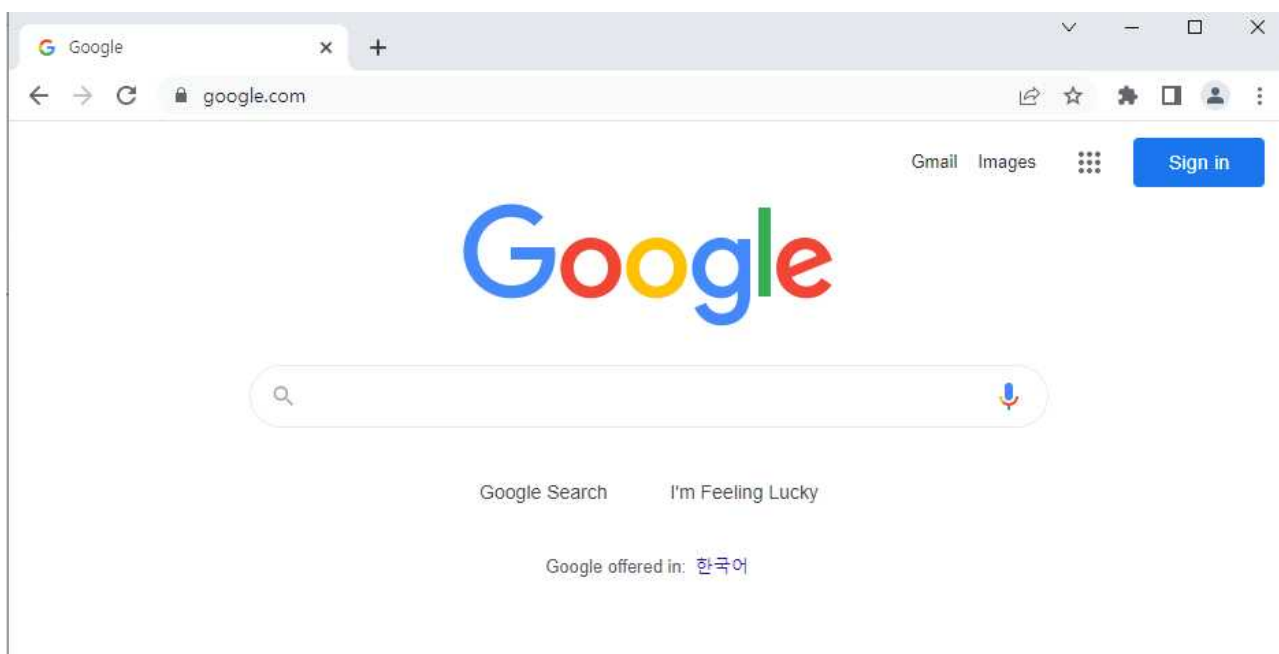 Google
google.com
Gmail Images Sign in
Google
Google Search I'm Feeling Lucky
Google offered in: 한국어